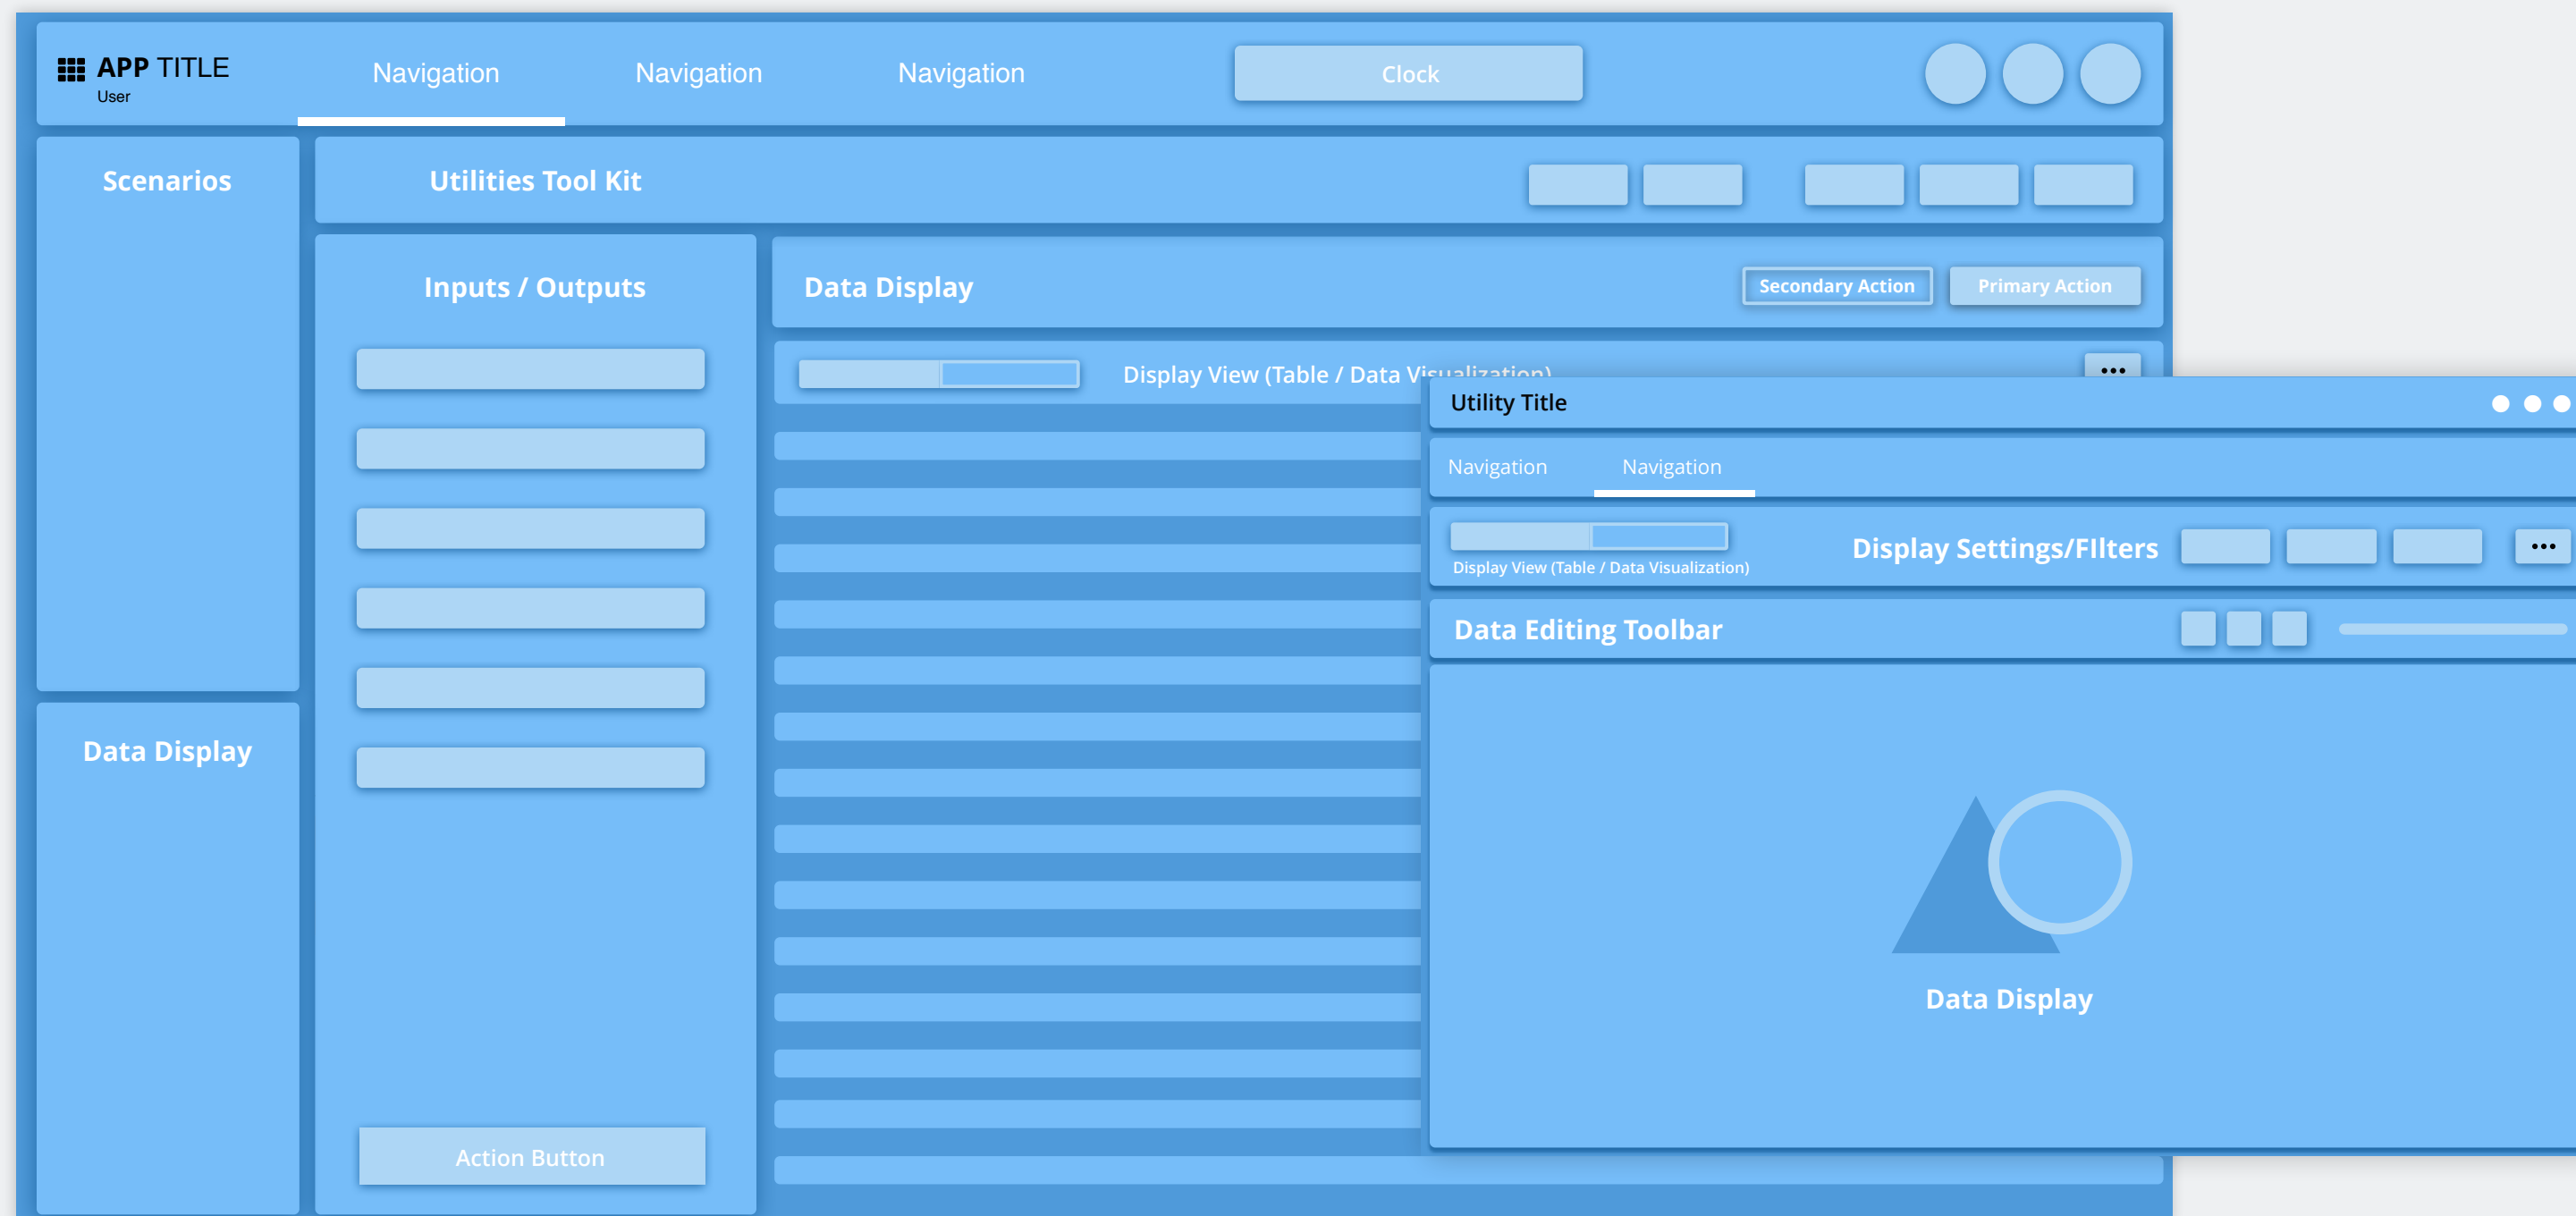 APP TITLE
User
Navigation
Navigation
Navigation
Clock
Scenarios
Utilities Tool Kit
Inputs / Outputs
Data Display
Secondary Action
Primary Action
Display View (Table / Data Visualization)
Utility Title
Navigation
Navigation
Display View (Table / Data Visualization)
Display Settings/FIlters
Data Editing Toolbar
Data Display
Data Display
Action Button